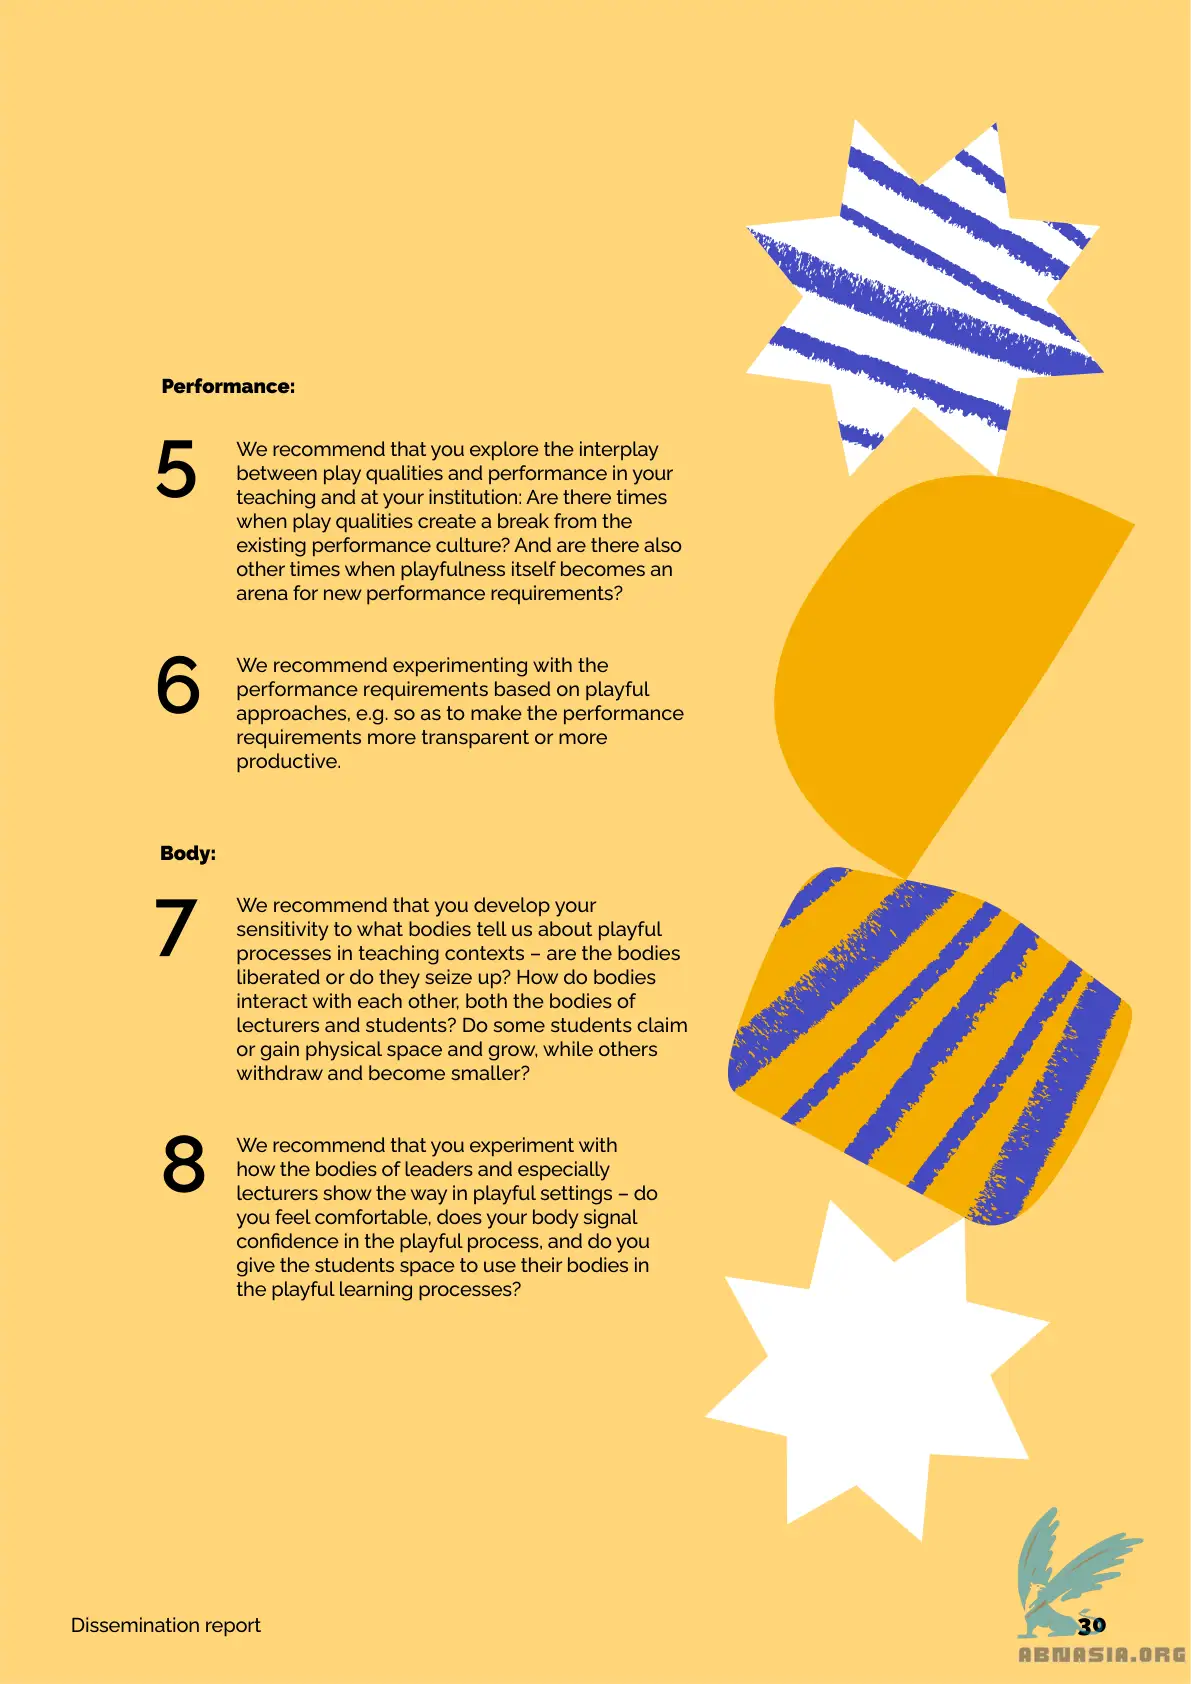 Performance:
5
We recommend that you explore the interplay
between play qualities and performance in your
teaching and at your institution: Are there times
when play qualities create a break from the
existing performance culture? And are there also
other times when playfulness itself becomes an
arena for new performance requirements?
6
We recommend experimenting with the
performance requirements based on playful
approaches, e.g. so as to make the performance
requirements more transparent or more
productive.
Body:
7
We recommend that you develop your
sensitivity to what bodies tell us about playful
processes in teaching contexts – are the bodies
liberated or do they seize up? How do bodies
interact with each other, both the bodies of
lecturers and students? Do some students claim
or gain physical space and grow, while others
withdraw and become smaller?
8
We recommend that you experiment with
how the bodies of leaders and especially
lecturers show the way in playful settings – do
you feel comfortable, does your body signal
confidence in the playful process, and do you
give the students space to use their bodies in
the playful learning processes?
Dissemination report
30
ABNASIA.ORG